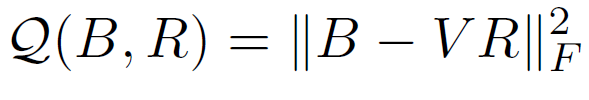 𝒬(B, R) = ‖B − VR‖²_F